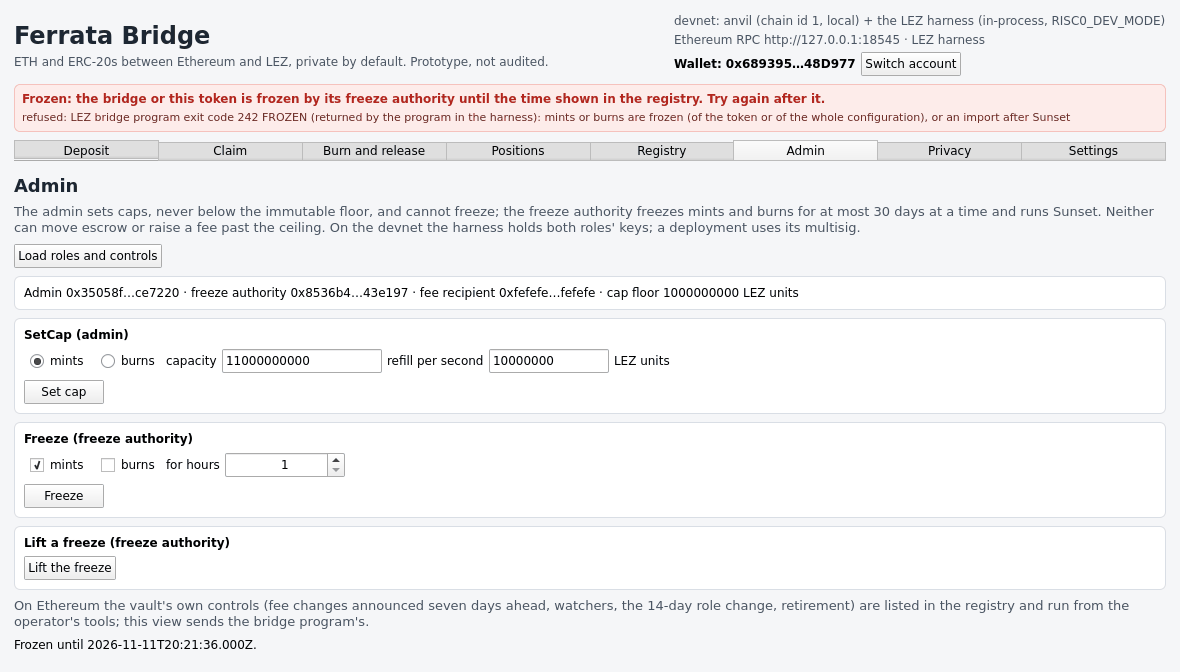 Ferrata Bridge
ETH and ERC-20s between Ethereum and LEZ, private by default. Prototype, not audited.
devnet: anvil (chain id 1, local) + the LEZ harness (in-process, RISC0_DEV_MODE)
Ethereum RPC http://127.0.0.1:18545 · LEZ harness
Wallet: 0x689395…48D977 Switch account
Frozen: the bridge or this token is frozen by its freeze authority until the time shown in the registry. Try again after it.
refused: LEZ bridge program exit code 242 FROZEN (returned by the program in the harness): mints or burns are frozen (of the token or of the whole configuration), or an import after Sunset
Deposit Claim Burn and release Positions Registry Admin Privacy Settings
Admin
The admin sets caps, never below the immutable floor, and cannot freeze; the freeze authority freezes mints and burns for at most 30 days at a time and runs Sunset. Neither
can move escrow or raise a fee past the ceiling. On the devnet the harness holds both roles' keys; a deployment uses its multisig.
Load roles and controls
Admin 0x35058f…ce7220 · freeze authority 0x8536b4…43e197 · fee recipient 0xfefefe…fefefe · cap floor 1000000000 LEZ units
SetCap (admin)
mints burns capacity 11000000000 refill per second 10000000 LEZ units
Set cap
Freeze (freeze authority)
mints burns for hours 1
Freeze
Lift a freeze (freeze authority)
Lift the freeze
On Ethereum the vault's own controls (fee changes announced seven days ahead, watchers, the 14-day role change, retirement) are listed in the registry and run from the
operator's tools; this view sends the bridge program's.
Frozen until 2026-11-11T20:21:36.000Z.